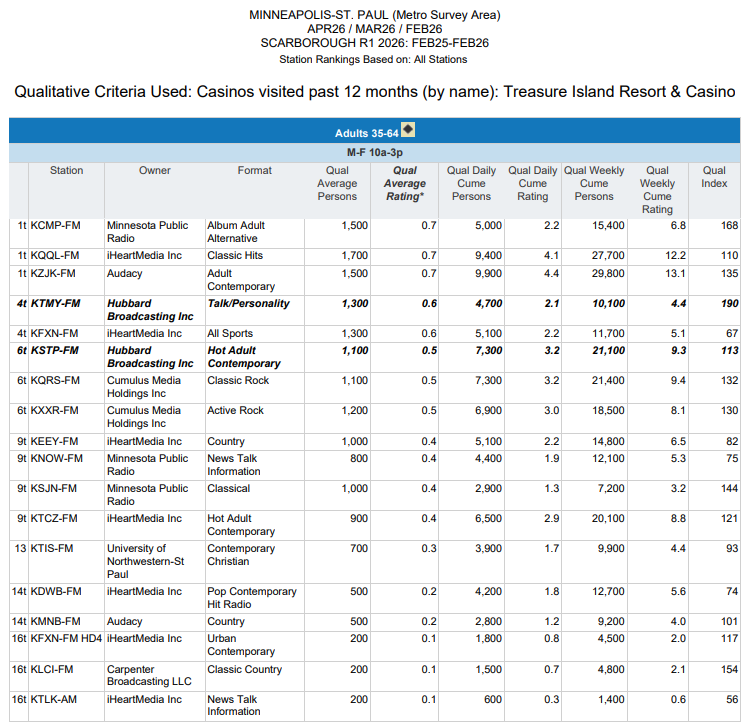 MINNEAPOLIS-ST. PAUL (Metro Survey Area)
APR26 / MAR26 / FEB26
SCARBOROUGH R1 2026: FEB25-FEB26
Station Rankings Based on: All Stations
Qualitative Criteria Used: Casinos visited past 12 months (by name): Treasure Island Resort & Casino
Adults 35-64
M-F 10a-3p
Station Owner Format Qual Qual Qual Daily Qual Daily Qual Weekly Qual Qual
Average Average Cume Cume Cume Weekly Index
Persons Rating* Persons Rating Persons Cume
Rating
1t KCMP-FM Minnesota Public Album Adult 1,500 0.7 5,000 2.2 15,400 6.8 168
Radio Alternative
1t KQQL-FM iHeartMedia Inc Classic Hits 1,700 0.7 9,400 4.1 27,700 12.2 110
1t KZJK-FM Audacy Adult 1,500 0.7 9,900 4.4 29,800 13.1 135
Contemporary
4t KTMY-FM Hubbard Talk/Personality 1,300 0.6 4,700 2.1 10,100 4.4 190
Broadcasting Inc
4t KFXN-FM iHeartMedia Inc All Sports 1,300 0.6 5,100 2.2 11,700 5.1 67
6t KSTP-FM Hubbard Hot Adult 1,100 0.5 7,300 3.2 21,100 9.3 113
Broadcasting Inc Contemporary
6t KQRS-FM Cumulus Media Classic Rock 1,100 0.5 7,300 3.2 21,400 9.4 132
Holdings Inc
6t KXXR-FM Cumulus Media Active Rock 1,200 0.5 6,900 3.0 18,500 8.1 130
Holdings Inc
9t KEEY-FM iHeartMedia Inc Country 1,000 0.4 5,100 2.2 14,800 6.5 82
9t KNOW-FM Minnesota Public News Talk 800 0.4 4,400 1.9 12,100 5.3 75
Radio Information
9t KSJN-FM Minnesota Public Classical 1,000 0.4 2,900 1.3 7,200 3.2 144
Radio
9t KTCZ-FM iHeartMedia Inc Hot Adult 900 0.4 6,500 2.9 20,100 8.8 121
Contemporary
13 KTIS-FM University of Contemporary 700 0.3 3,900 1.7 9,900 4.4 93
Northwestern-St Christian
Paul
14t KDWB-FM iHeartMedia Inc Pop Contemporary 500 0.2 4,200 1.8 12,700 5.6 74
Hit Radio
14t KMNB-FM Audacy Country 500 0.2 2,800 1.2 9,200 4.0 101
16t KFXN-FM HD4 iHeartMedia Inc Urban 200 0.1 1,800 0.8 4,500 2.0 117
Contemporary
16t KLCI-FM Carpenter Classic Country 200 0.1 1,500 0.7 4,800 2.1 154
Broadcasting LLC
16t KTLK-AM iHeartMedia Inc News Talk 200 0.1 600 0.3 1,400 0.6 56
Information